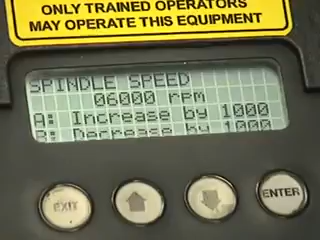 ONLY TRAINED OPERATORS
MAY OPERATE THIS EQUIPMENT
SPINDLE SPEED
06000 rpm
A: Increase by 1000
B: Decrease by 1000
EXIT
ENTER